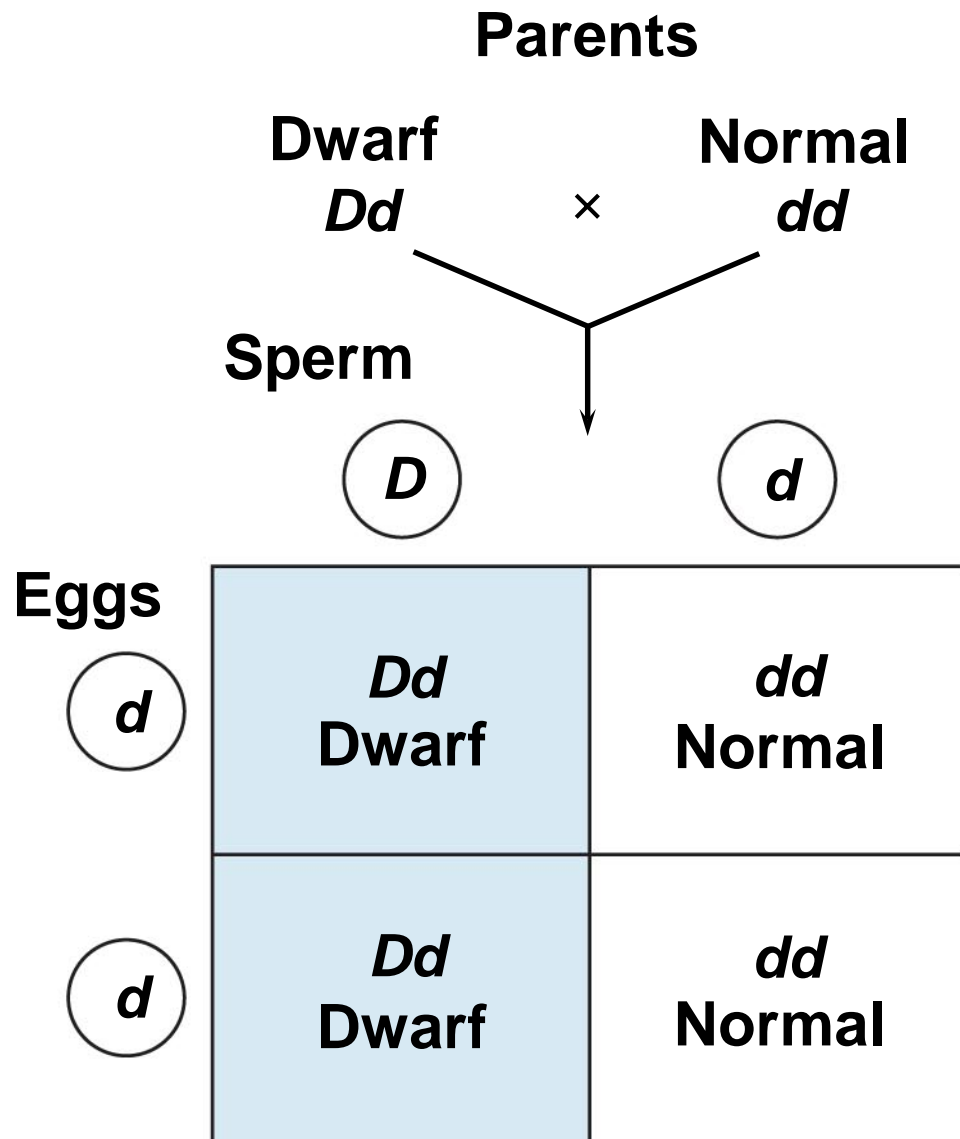 Parents
Dwarf Normal
Dd × dd
Sperm
D d
Eggs
d
Dd dd
Dwarf Normal
d
Dd dd
Dwarf Normal